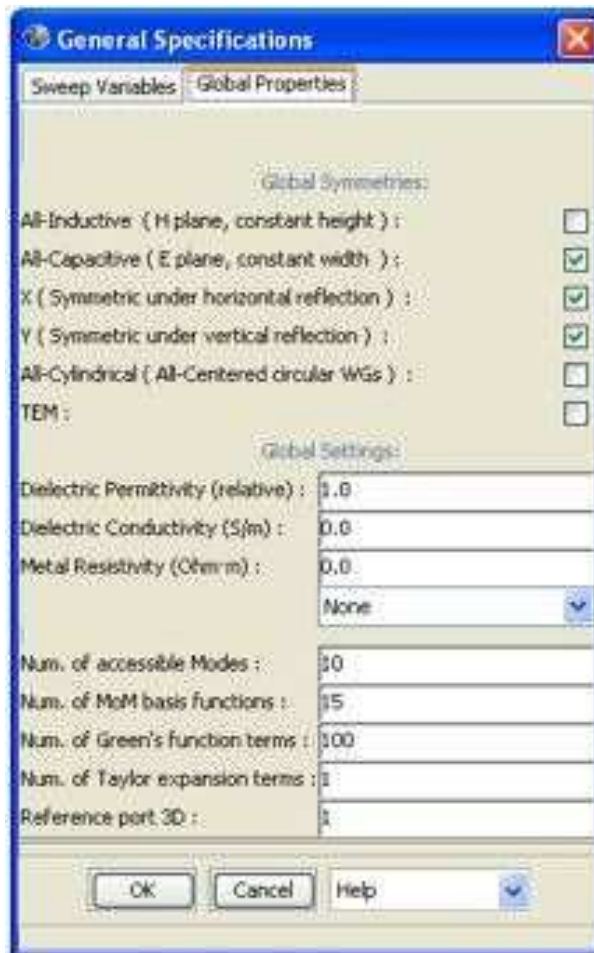 General Specifications
Sweep Variables
Global Properties
Global Symmetries:
All-Inductive ( H plane, constant height ) :
All-Capacitive ( E plane, constant width ) :
X ( Symmetric under horizontal reflection ) :
Y ( Symmetric under vertical reflection ) :
All-Cylindrical ( All-Centered circular WGs ) :
TEM :
Global Settings:
Dielectric Permittivity (relative) : 1.0
Dielectric Conductivity (S/m) : 0.0
Metal Resistivity (Ohm·m) : 0.0
None
Num. of accessible Modes : 10
Num. of MoM basis functions : 15
Num. of Green's function terms : 100
Num. of Taylor expansion terms : 1
Reference port 3D : 1
OK Cancel Help